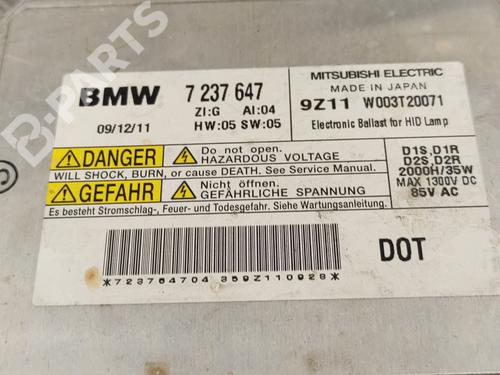 B-PARTS
BMW 7 237 647
ZI:G AI:04
09/12/11 HW:05 SW:05
MITSUBISHI ELECTRIC
MADE IN JAPAN
9Z11 W003T20071
Electronic Ballast for HID Lamp
DANGER Do not open.
HAZARDOUS VOLTAGE
WILL SHOCK, BURN, or cause DEATH. See Service Manual.
GEFAHR Nicht öffnen.
GEFÄHRLICHE SPANNUNG
Es besteht Stromschlag-, Feuer- und Todesgefahr. Siehe Wartungsanleitung.
D1S,D1R
D2S,D2R
2000H/35W
MAX 1300V DC
85V AC
*723764704 359Z110928*
DOT